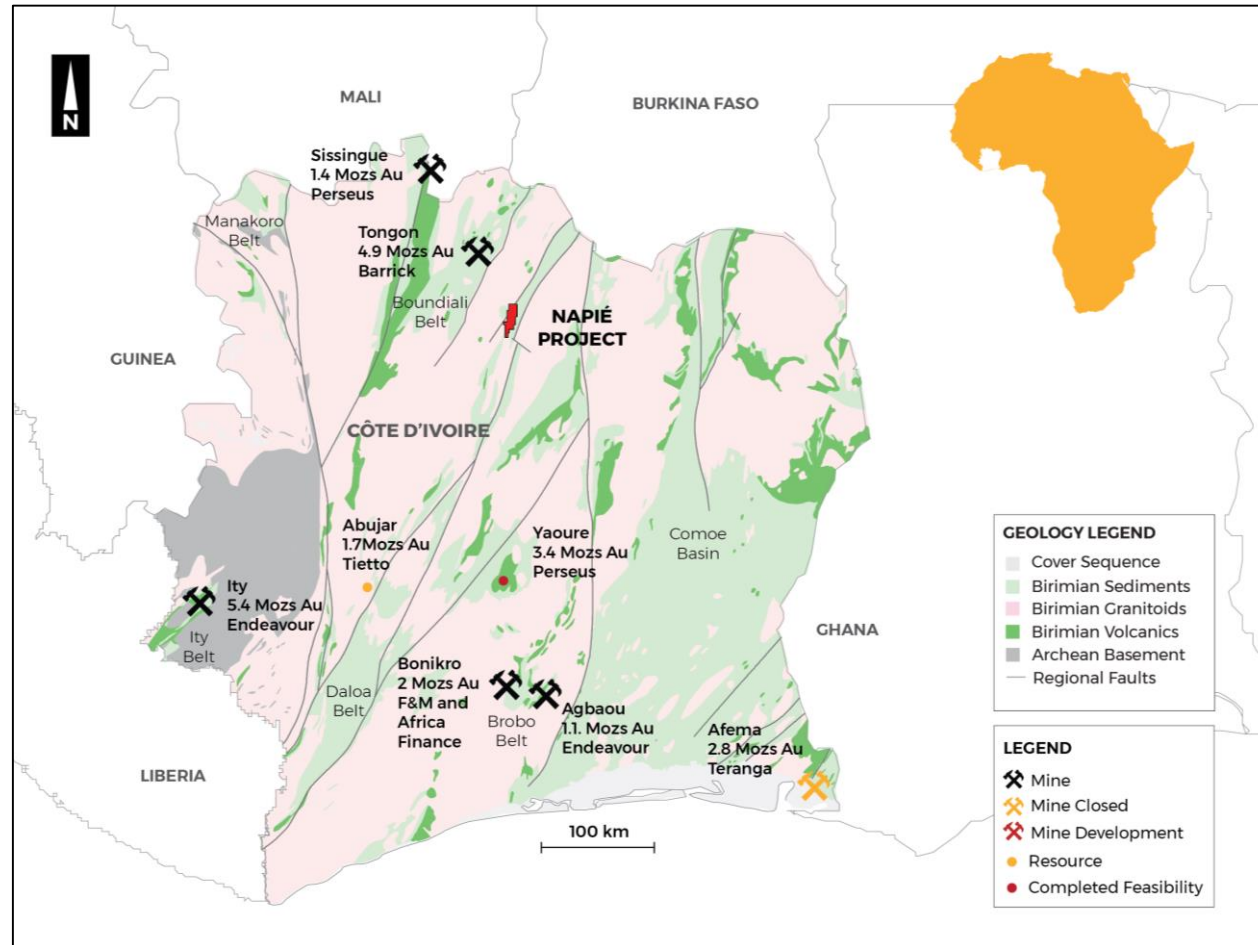 N
MALI
BURKINA FASO
Sissingue
1.4 Mozs Au
Perseus
Manakoro
Belt
Tongon
4.9 Mozs Au
Barrick
Boundiali
Belt
NAPIÉ
PROJECT
GUINEA
CÔTE D'IVOIRE
Abujar
1.7Mozs Au
Tietto
Yaoure
3.4 Mozs Au
Perseus
Comoe
Basin
Ity
5.4 Mozs Au
Endeavour
Ity
Belt
GHANA
Daloa
Belt
Bonikro
2 Mozs Au
F&M and
Africa
Finance
Brobo
Belt
Agbaou
1.1. Mozs Au
Endeavour
Afema
2.8 Mozs Au
Teranga
LIBERIA
100 km
GEOLOGY LEGEND
Cover Sequence
Birimian Sediments
Birimian Granitoids
Birimian Volcanics
Archean Basement
Regional Faults
LEGEND
Mine
Mine Closed
Mine Development
Resource
Completed Feasibility